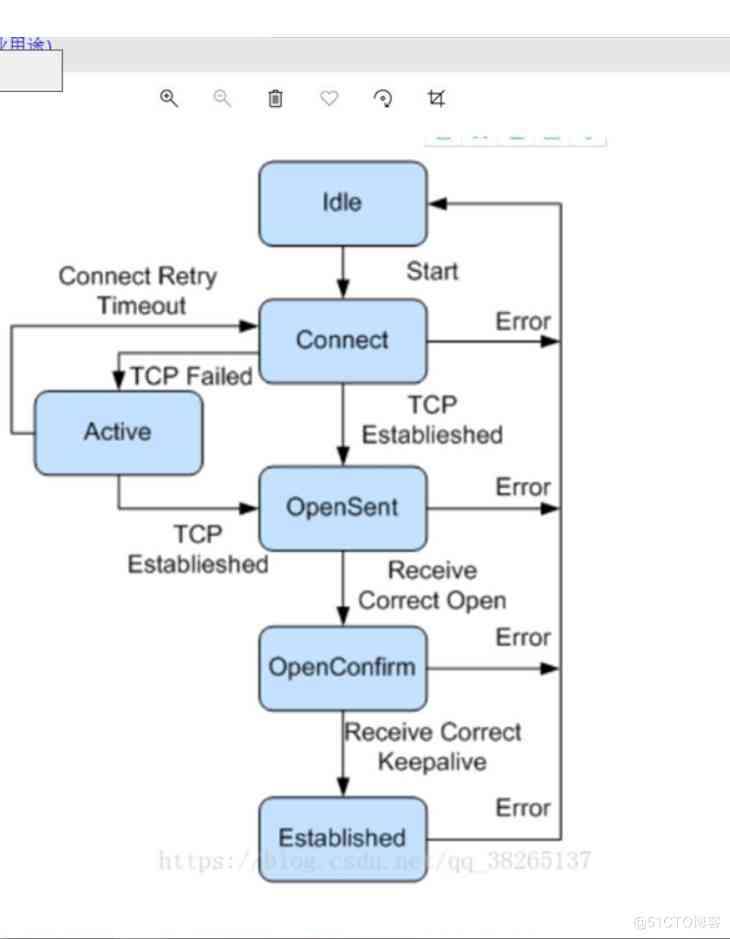 业用途)
Idle
Start
Connect Retry
Timeout
Connect
Error
TCP Failed
Active
TCP
Establieshed
OpenSent
Error
TCP
Establieshed
Receive
Correct Open
OpenConfirm
Error
Receive Correct
Keepalive
Established
Error
https://blog.csdn.net/qq_38265137
@51CTO博客